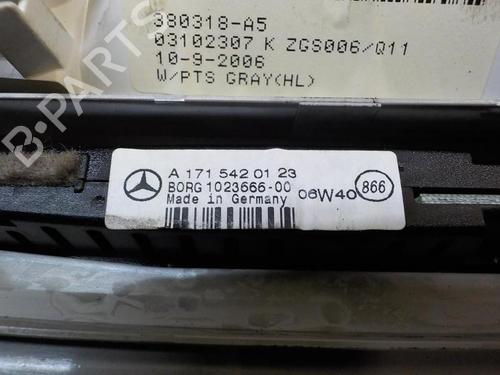 380318-A5
03102307 K ZGS006/Q11
10-9-2006
W/PTS GRAY(HL)
A 171 542 01 23
BORG 1023666-00
Made in Germany 06W40 866
B-PARTS